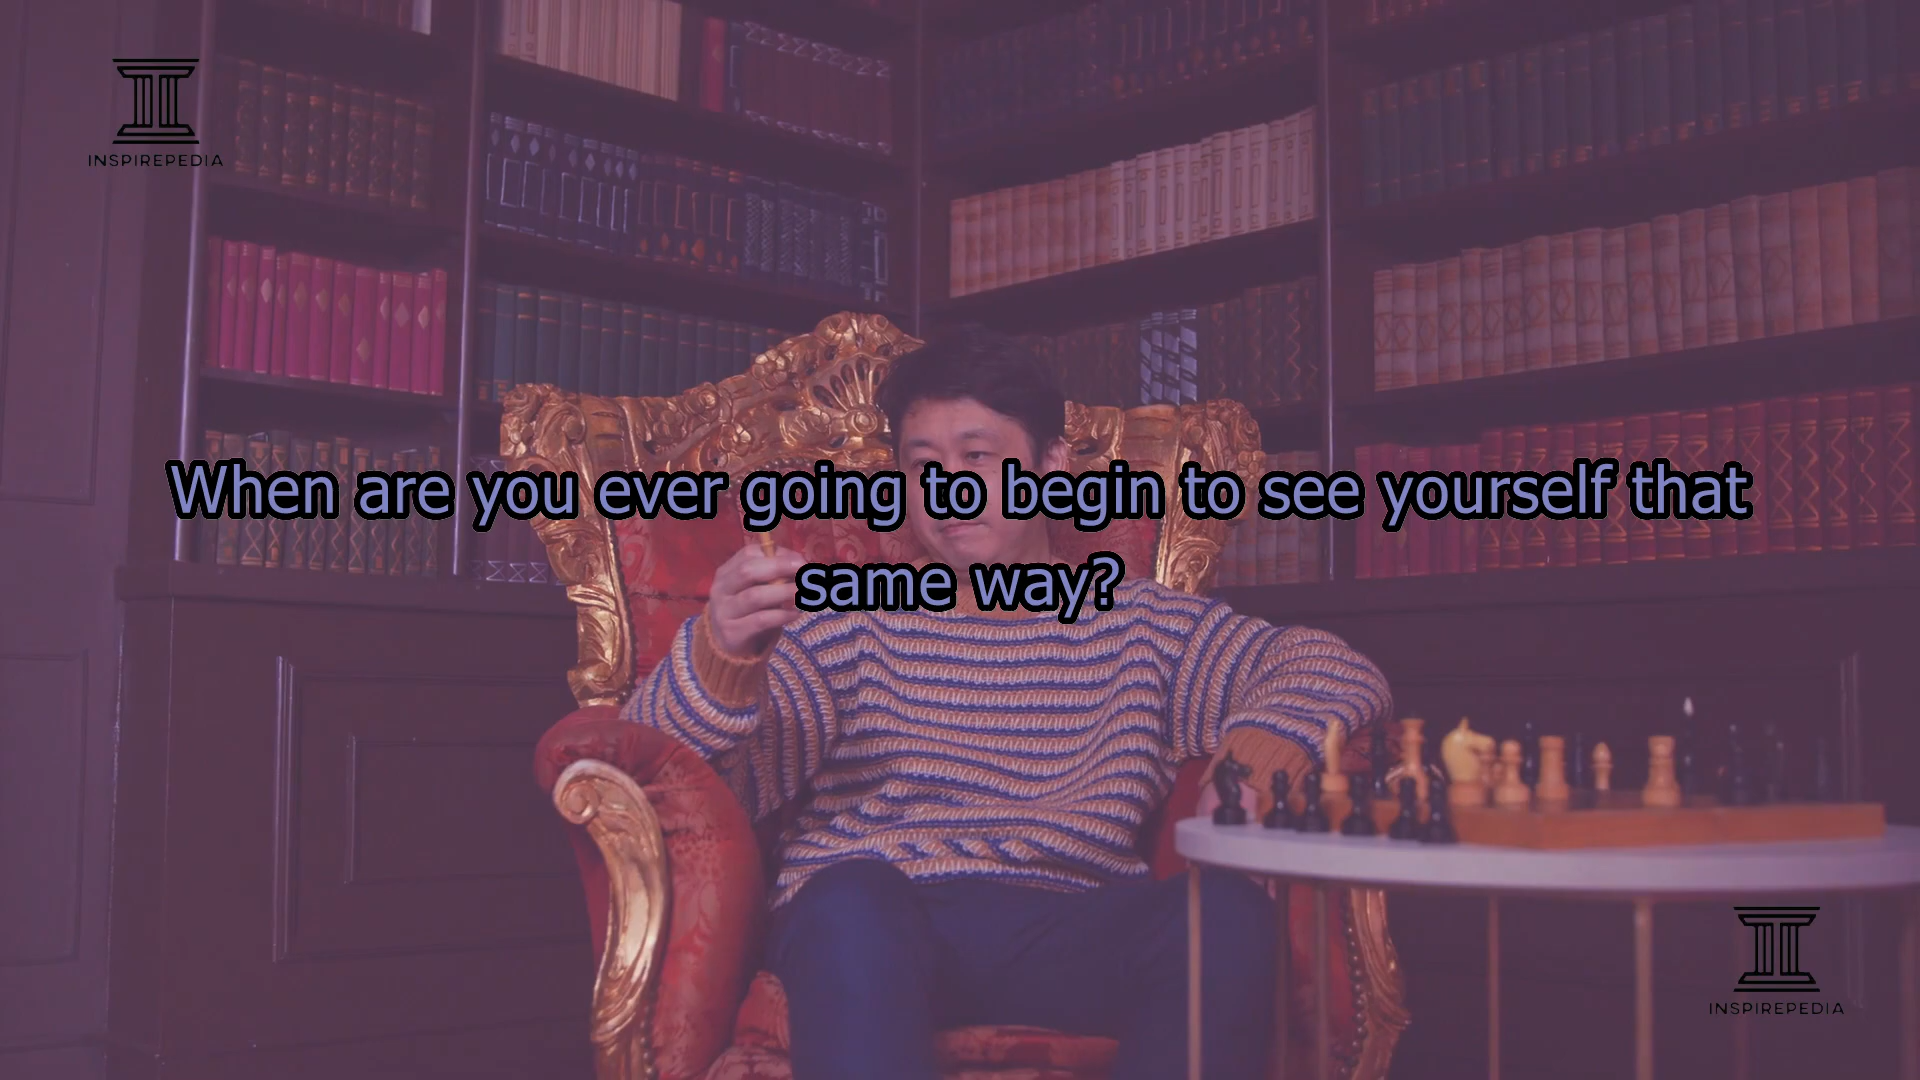 INSPIREPEDIA
When are you ever going to begin to see yourself that
same way?
INSPIREPEDIA